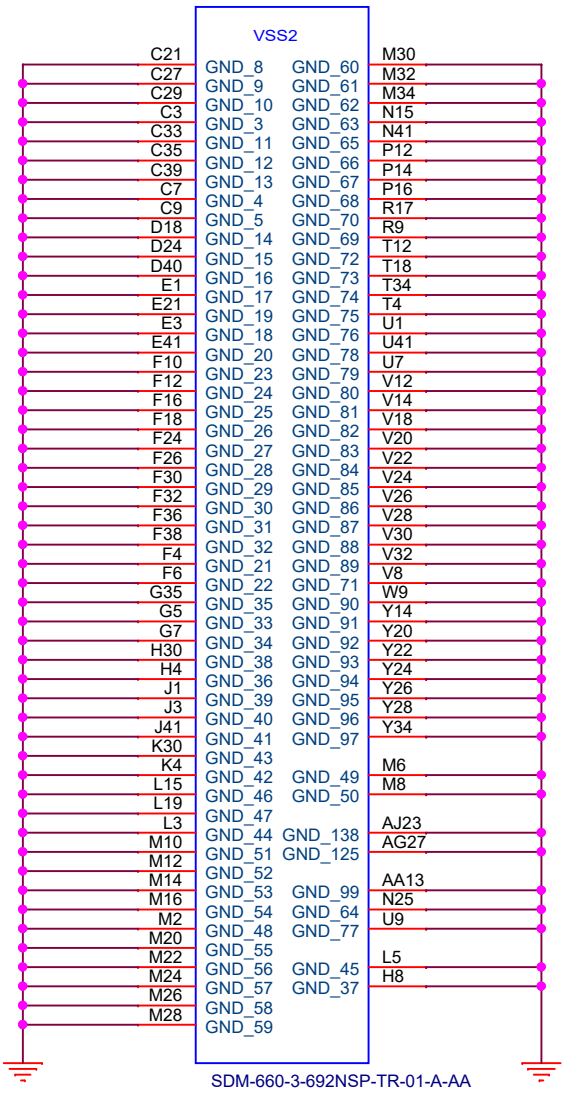 VSS2
C21 GND_8 GND_60 M30
C27 GND_9 GND_61 M32
C29 GND_10 GND_62 M34
C3 GND_3 GND_63 N15
C33 GND_11 GND_65 N41
C35 GND_12 GND_66 P12
C39 GND_13 GND_67 P14
C7 GND_4 GND_68 P16
C9 GND_5 GND_70 R17
D18 GND_14 GND_69 R9
D24 GND_15 GND_72 T12
D40 GND_16 GND_73 T18
E1 GND_17 GND_74 T34
E21 GND_19 GND_75 T4
E3 GND_18 GND_76 U1
E41 GND_20 GND_78 U41
F10 GND_23 GND_79 U7
F12 GND_24 GND_80 V12
F16 GND_25 GND_81 V14
F18 GND_26 GND_82 V18
F24 GND_27 GND_83 V20
F26 GND_28 GND_84 V22
F30 GND_29 GND_85 V24
F32 GND_30 GND_86 V26
F36 GND_31 GND_87 V28
F38 GND_32 GND_88 V30
F4 GND_21 GND_89 V32
F6 GND_22 GND_71 V8
G35 GND_35 GND_90 W9
G5 GND_33 GND_91 Y14
G7 GND_34 GND_92 Y20
H30 GND_38 GND_93 Y22
H4 GND_36 GND_94 Y24
J1 GND_39 GND_95 Y26
J3 GND_40 GND_96 Y28
J41 GND_41 GND_97 Y34
K30 GND_43
K4 GND_42 GND_49 M6
L15 GND_46 GND_50 M8
L19 GND_47
L3 GND_44 GND_138 AJ23
M10 GND_51 GND_125 AG27
M12 GND_52
M14 GND_53 GND_99 AA13
M16 GND_54 GND_64 N25
M2 GND_48 GND_77 U9
M20 GND_55
M22 GND_56 GND_45 L5
M24 GND_57 GND_37 H8
M26 GND_58
M28 GND_59
SDM-660-3-692NSP-TR-01-A-AA